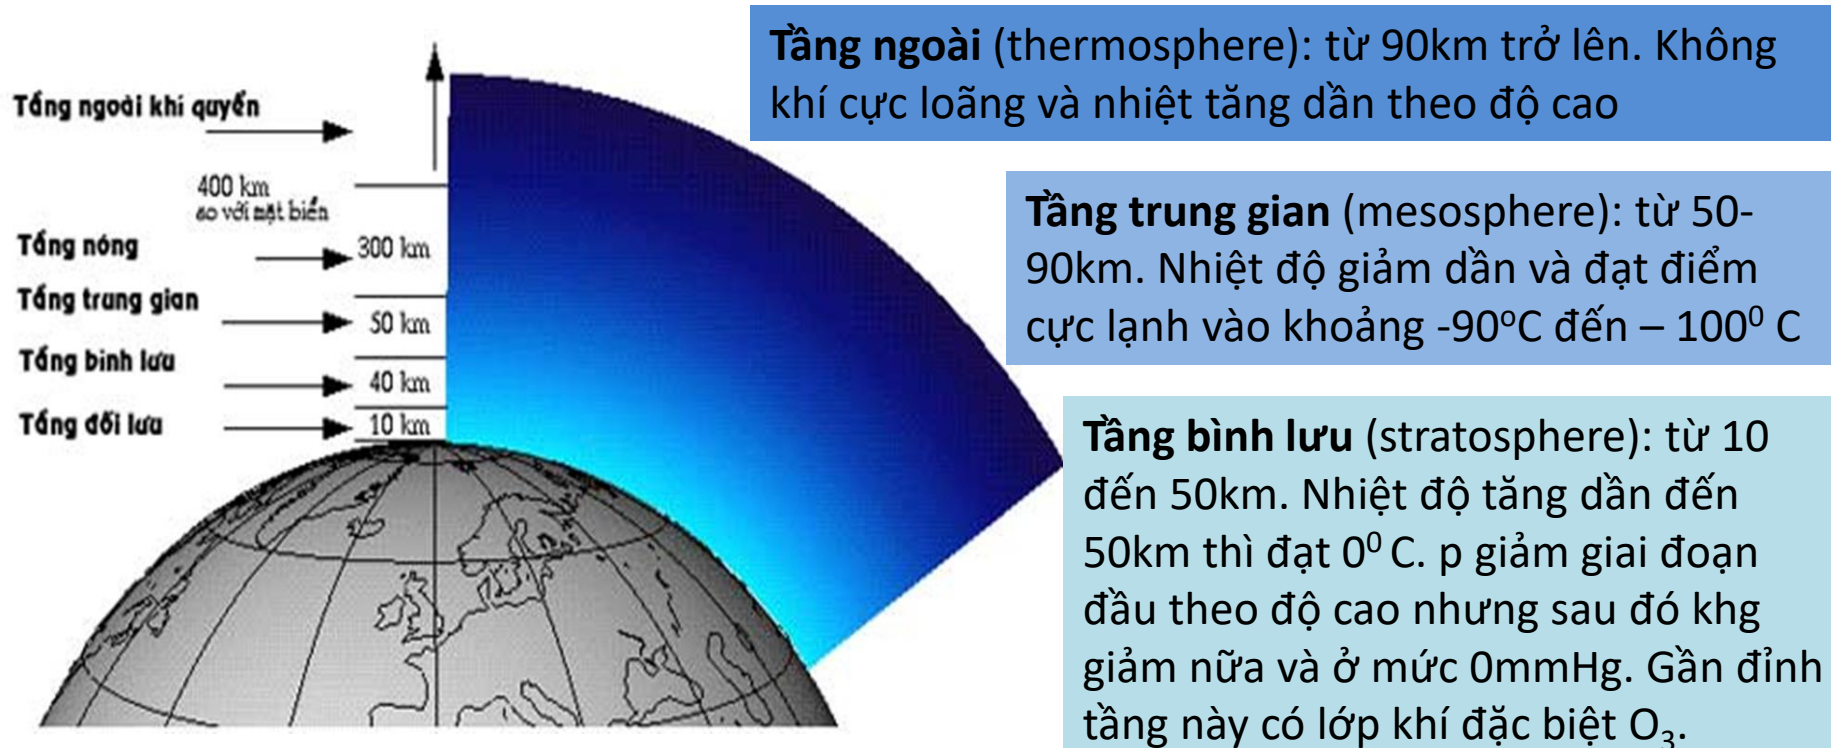 Tầng ngoài (thermosphere): từ 90km trở lên. Không
khí cực loãng và nhiệt tăng dần theo độ cao
Tầng ngoài khí quyển
400 km
so với mặt biển
Tầng nóng
300 km
Tầng trung gian
50 km
Tầng bình lưu
40 km
Tầng đối lưu
10 km
Tầng trung gian (mesosphere): từ 50-
90km. Nhiệt độ giảm dần và đạt điểm
cực lạnh vào khoảng -90⁰C đến – 100⁰ C
Tầng bình lưu (stratosphere): từ 10
đến 50km. Nhiệt độ tăng dần đến
50km thì đạt 0⁰ C. p giảm giai đoạn
đầu theo độ cao nhưng sau đó khg
giảm nữa và ở mức 0mmHg. Gần đỉnh
tầng này có lớp khí đặc biệt O₃.